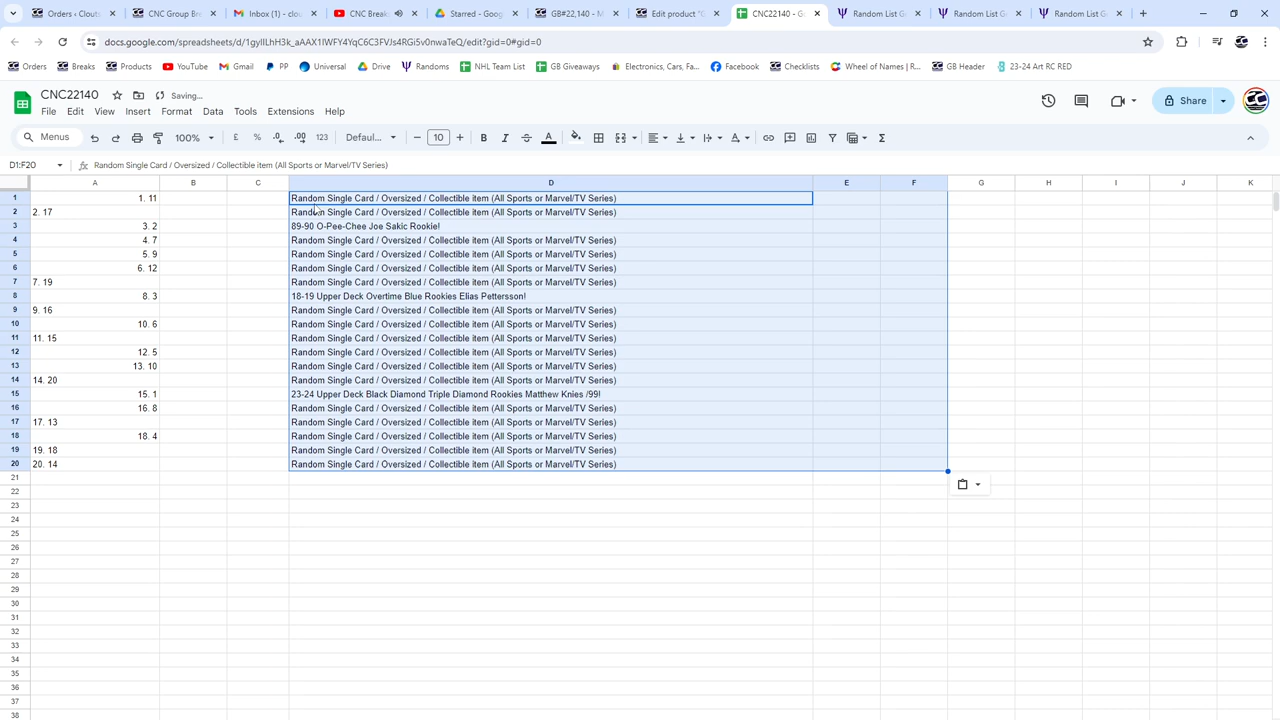 Orders ‹ Clouts
CNC Group Bre
Inbox (1) - clou
CNC Breaks
Starred - Goog
GB#22,140 - M
Edit product "
CNC22140 - Go
Random List G
Random List G
Random List G
docs.google.com/spreadsheets/d/1gyIlLhH3k_aAAX1IWFY4YqC6C3FVJs4RGi5v0nwaTeQ/edit?gid=0#gid=0
Orders
Breaks
Products
YouTube
Gmail
PP
Universal
Drive
Randoms
NHL Team List
GB Giveaways
Electronics, Cars, Fa...
Facebook
Checklists
Wheel of Names | R...
GB Header
23-24 Art RC RED
CNC22140
Saving...
File Edit View Insert Format Data Tools Extensions Help
Share
Menus
100%
£ % .0 .00 123
Defaul...
10
D1:F20
Random Single Card / Oversized / Collectible item (All Sports or Marvel/TV Series)
A B C D E F G H I J K
1 1. 11 Random Single Card / Oversized / Collectible item (All Sports or Marvel/TV Series)
2 2. 17 Random Single Card / Oversized / Collectible item (All Sports or Marvel/TV Series)
3 3. 2 89-90 O-Pee-Chee Joe Sakic Rookie!
4 4. 7 Random Single Card / Oversized / Collectible item (All Sports or Marvel/TV Series)
5 5. 9 Random Single Card / Oversized / Collectible item (All Sports or Marvel/TV Series)
6 6. 12 Random Single Card / Oversized / Collectible item (All Sports or Marvel/TV Series)
7 7. 19 Random Single Card / Oversized / Collectible item (All Sports or Marvel/TV Series)
8 8. 3 18-19 Upper Deck Overtime Blue Rookies Elias Pettersson!
9 9. 16 Random Single Card / Oversized / Collectible item (All Sports or Marvel/TV Series)
10 10. 6 Random Single Card / Oversized / Collectible item (All Sports or Marvel/TV Series)
11 11. 15 Random Single Card / Oversized / Collectible item (All Sports or Marvel/TV Series)
12 12. 5 Random Single Card / Oversized / Collectible item (All Sports or Marvel/TV Series)
13 13. 10 Random Single Card / Oversized / Collectible item (All Sports or Marvel/TV Series)
14 14. 20 Random Single Card / Oversized / Collectible item (All Sports or Marvel/TV Series)
15 15. 1 23-24 Upper Deck Black Diamond Triple Diamond Rookies Matthew Knies /99!
16 16. 8 Random Single Card / Oversized / Collectible item (All Sports or Marvel/TV Series)
17 17. 13 Random Single Card / Oversized / Collectible item (All Sports or Marvel/TV Series)
18 18. 4 Random Single Card / Oversized / Collectible item (All Sports or Marvel/TV Series)
19 19. 18 Random Single Card / Oversized / Collectible item (All Sports or Marvel/TV Series)
20 20. 14 Random Single Card / Oversized / Collectible item (All Sports or Marvel/TV Series)
21
22
23
24
25
26
27
28
29
30
31
32
33
34
35
36
37
38